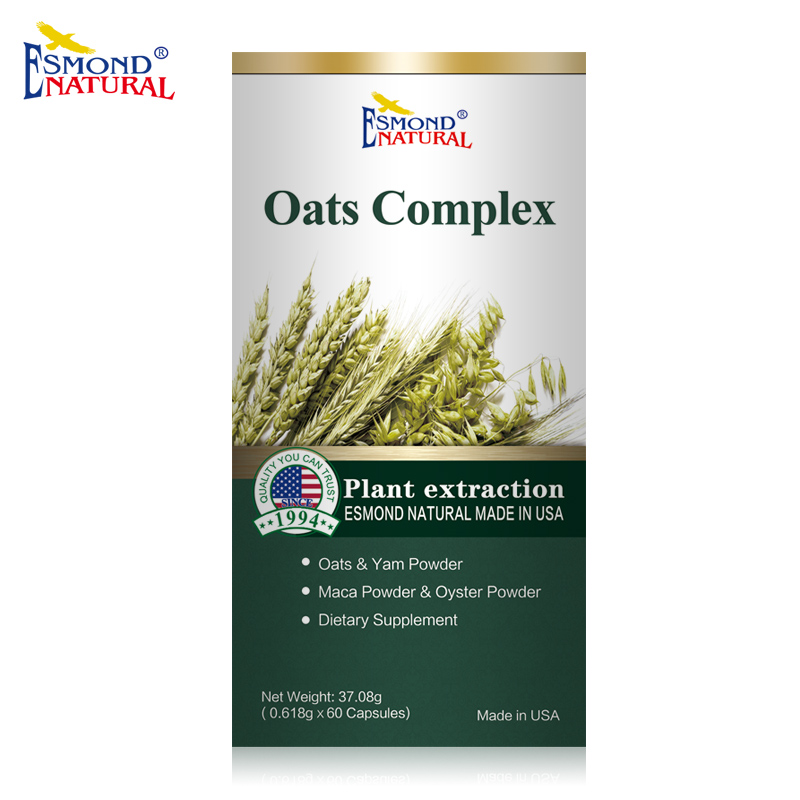 ESMOND®
NATURAL
ESMOND®
NATURAL
Oats Complex
QUALITY YOU CAN TRUST
SINCE
1994
Plant extraction
ESMOND NATURAL MADE IN USA
• Oats & Yam Powder
• Maca Powder & Oyster Powder
• Dietary Supplement
Net Weight: 37.08g
( 0.618g x 60 Capsules)
Made in USA